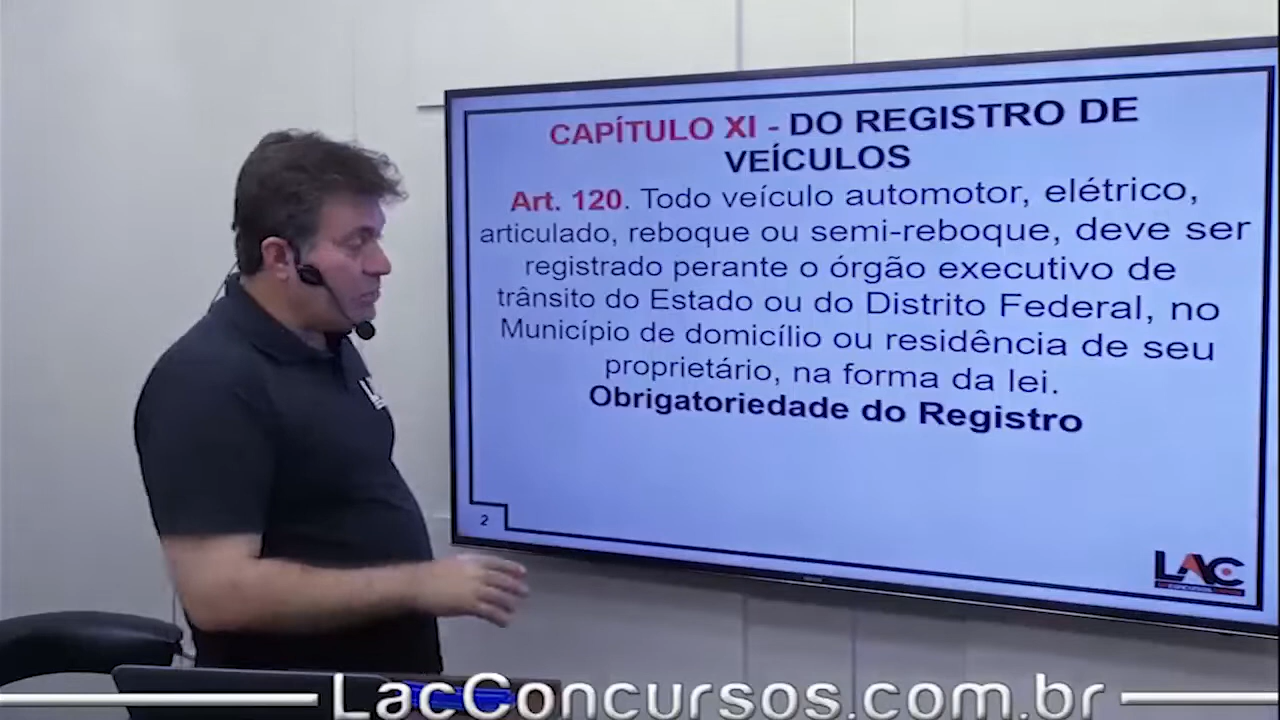 CAPÍTULO XI - DO REGISTRO DE
VEÍCULOS
Art. 120. Todo veículo automotor, elétrico,
articulado, reboque ou semi-reboque, deve ser
registrado perante o órgão executivo de
trânsito do Estado ou do Distrito Federal, no
Município de domicílio ou residência de seu
proprietário, na forma da lei.
Obrigatoriedade do Registro
2
LAC
LacConcursos.com.br